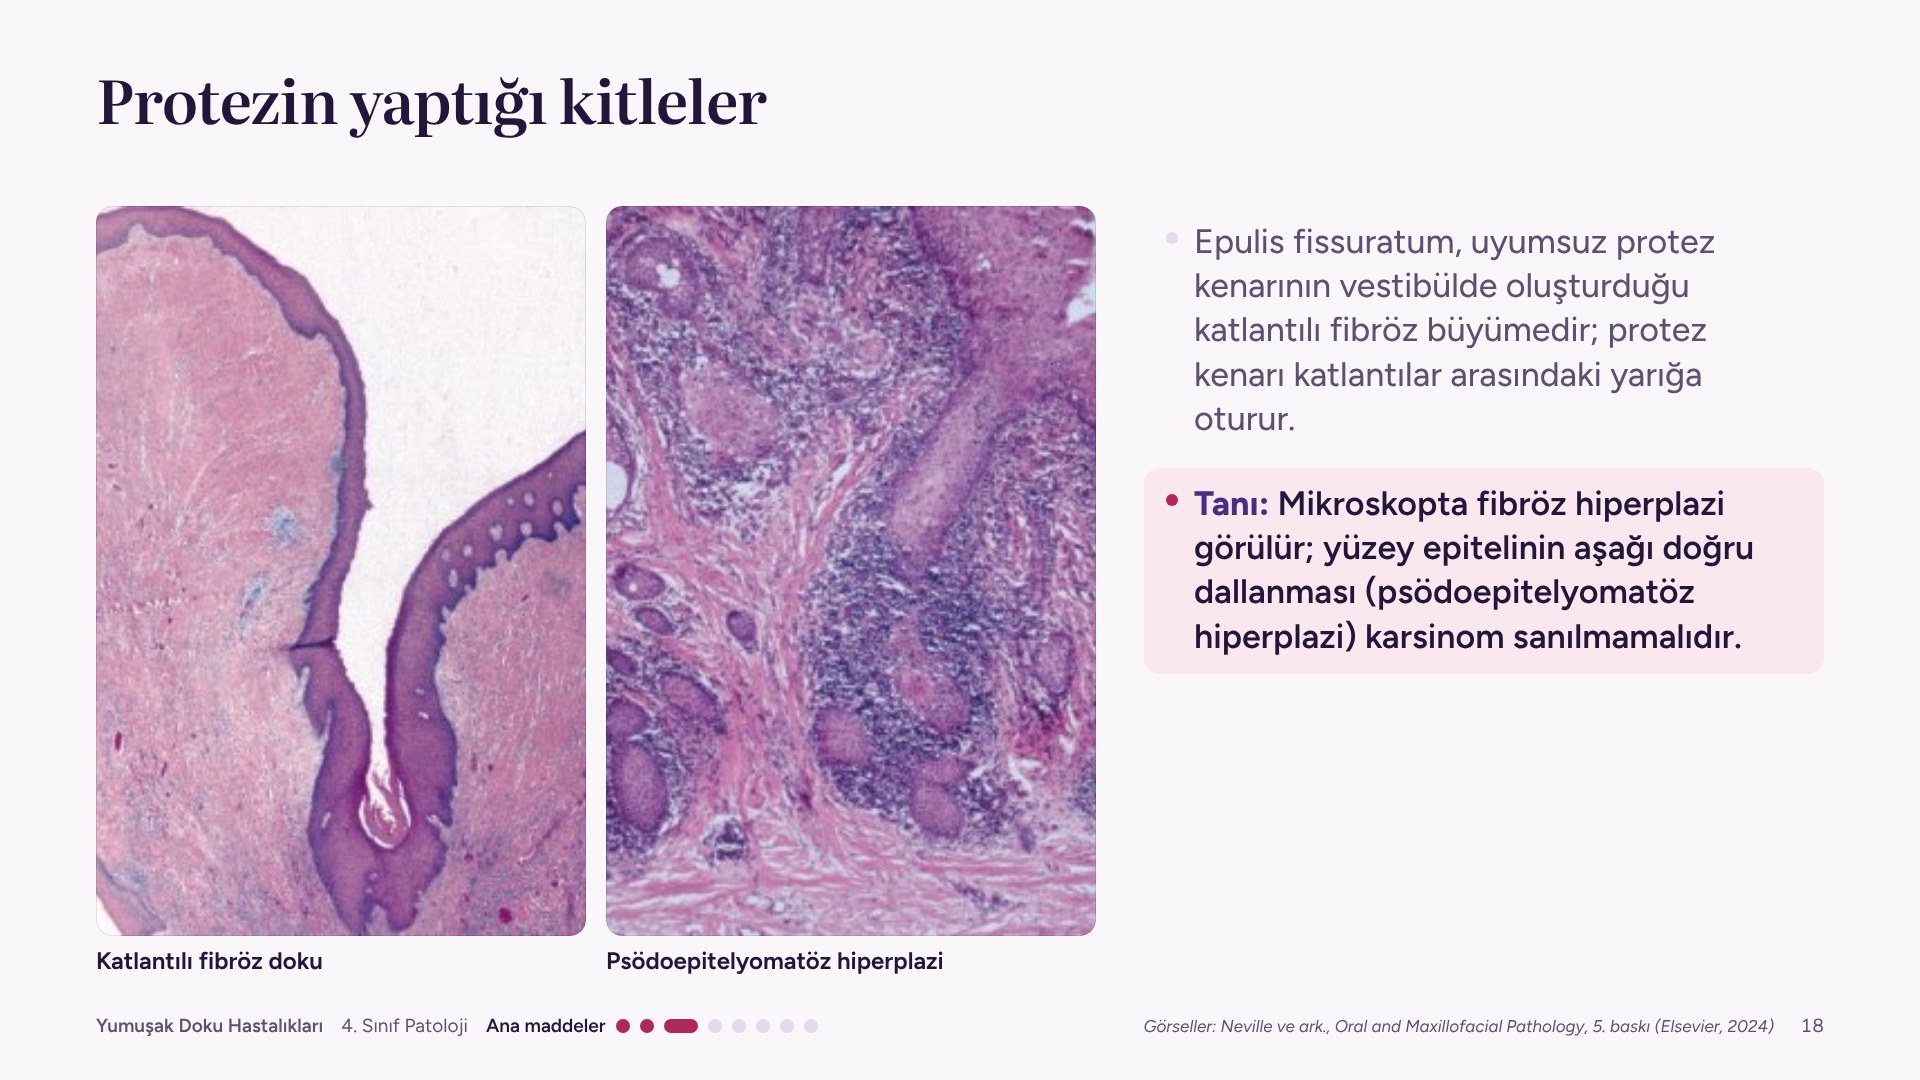 Protezin yaptığı kitleler
Epulis fissuratum, uyumsuz protez
kenarının vestibülde oluşturduğu
katlantılı fibröz büyümedir; protez
kenarı katlantılar arasındaki yarığa
oturur.
Tanı: Mikroskopta fibröz hiperplazi
görülür; yüzey epitelinin aşağı doğru
dallanması (psödoepitelyomatöz
hiperplazi) karsinom sanılmamalıdır.
Katlantılı fibröz doku
Psödoepitelyomatöz hiperplazi
Yumuşak Doku Hastalıkları 4. Sınıf Patoloji Ana maddeler
Görseller: Neville ve ark., Oral and Maxillofacial Pathology, 5. baskı (Elsevier, 2024) 18